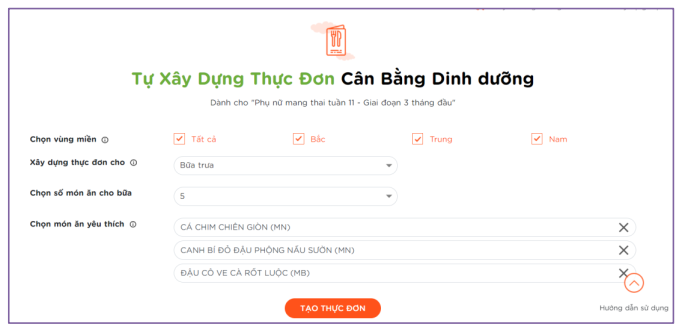 Tự Xây Dựng Thực Đơn Cân Bằng Dinh dưỡng
Dành cho "Phụ nữ mang thai tuần 11 - Giai đoạn 3 tháng đầu"
Chọn vùng miền Tất cả Bắc Trung Nam
Xây dựng thực đơn cho Bữa trưa
Chọn số món ăn cho bữa 5
Chọn món ăn yêu thích CÁ CHIM CHIÊN GIÒN (MN)
CANH BÍ ĐỎ ĐẬU PHỘNG NẤU SƯỜN (MN)
ĐẬU CÔ VE CÀ RỐT LUỘC (MB)
TẠO THỰC ĐƠN
Hướng dẫn sử dụng